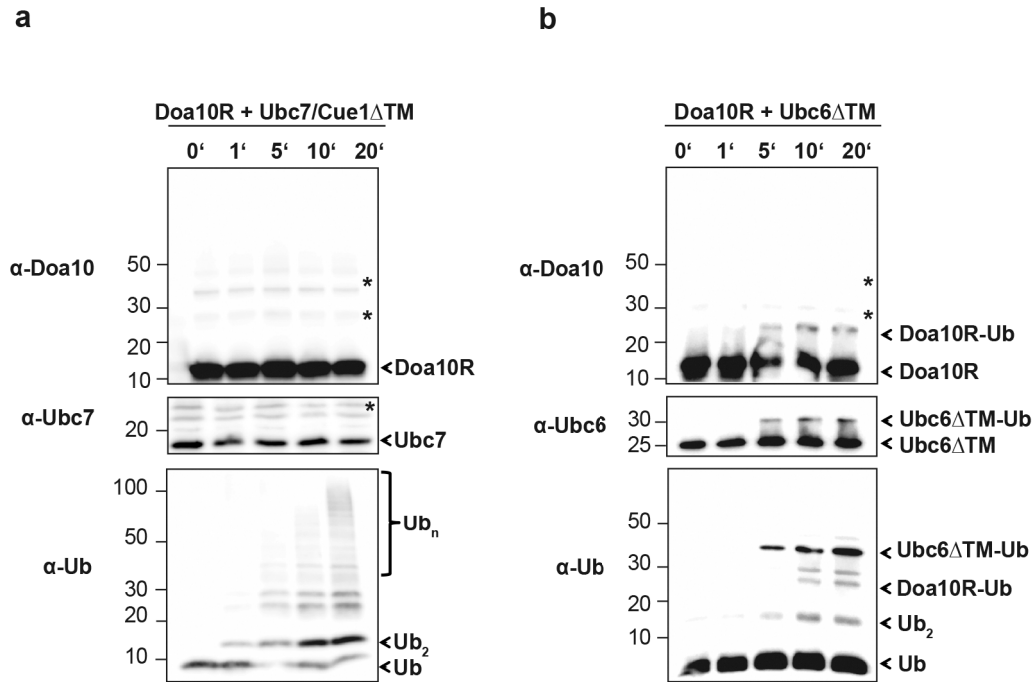 a
Doa10R + Ubc7/Cue1ΔTM
0‘ 1‘ 5‘ 10‘ 20‘
α-Doa10
50
30
20
10
*
*
Doa10R
α-Ubc7
20
*
Ubc7
α-Ub
100
50
30
20
10
Ubn
Ub2
Ub
b
Doa10R + Ubc6ΔTM
0‘ 1‘ 5‘ 10‘ 20‘
α-Doa10
50
30
20
10
*
*
Doa10R-Ub
Doa10R
α-Ubc6
30
25
Ubc6ΔTM-Ub
Ubc6ΔTM
α-Ub
50
30
20
10
Ubc6ΔTM-Ub
Doa10R-Ub
Ub2
Ub